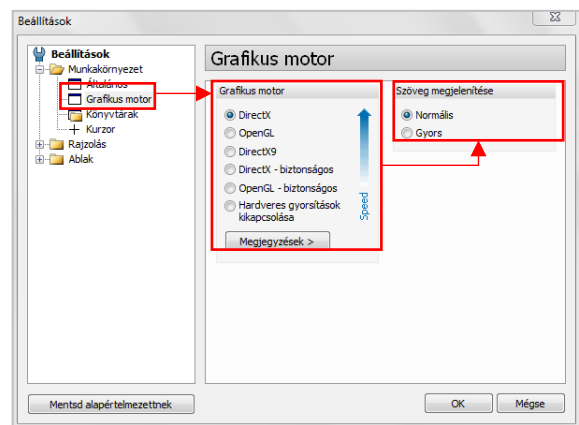 Beállítások
Beállítások
Munkakörnyezet
Általános
Grafikus motor
Könyvtárak
Kurzor
Rajzolás
Ablak
Grafikus motor
Grafikus motor
DirectX
OpenGL
DirectX9
DirectX - biztonságos
OpenGL - biztonságos
Hardveres gyorsítások
kikapcsolása
Speed
Megjegyzések >
Szöveg megjelenítése
Normális
Gyors
Mentsd alapértelmezettnek
OK
Mégse